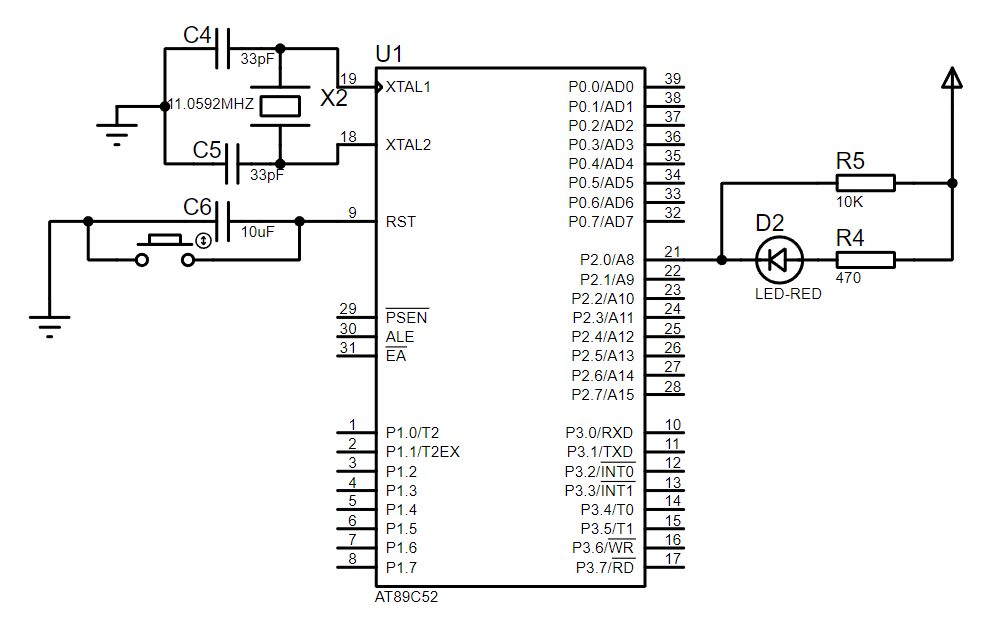 C4
33pF
11.0592MHZ
X2
C5
33pF
C6
10uF
U1
19
XTAL1
18
XTAL2
9
RST
29
PSEN
30
ALE
31
EA
1
P1.0/T2
2
P1.1/T2EX
3
P1.2
4
P1.3
5
P1.4
6
P1.5
7
P1.6
8
P1.7
P0.0/AD0
39
P0.1/AD1
38
P0.2/AD2
37
P0.3/AD3
36
P0.4/AD4
35
P0.5/AD5
34
P0.6/AD6
33
P0.7/AD7
32
P2.0/A8
21
P2.1/A9
22
P2.2/A10
23
P2.3/A11
24
P2.4/A12
25
P2.5/A13
26
P2.6/A14
27
P2.7/A15
28
P3.0/RXD
10
P3.1/TXD
11
P3.2/INT0
12
P3.3/INT1
13
P3.4/T0
14
P3.5/T1
15
P3.6/WR
16
P3.7/RD
17
AT89C52
R5
10K
D2
LED-RED
R4
470